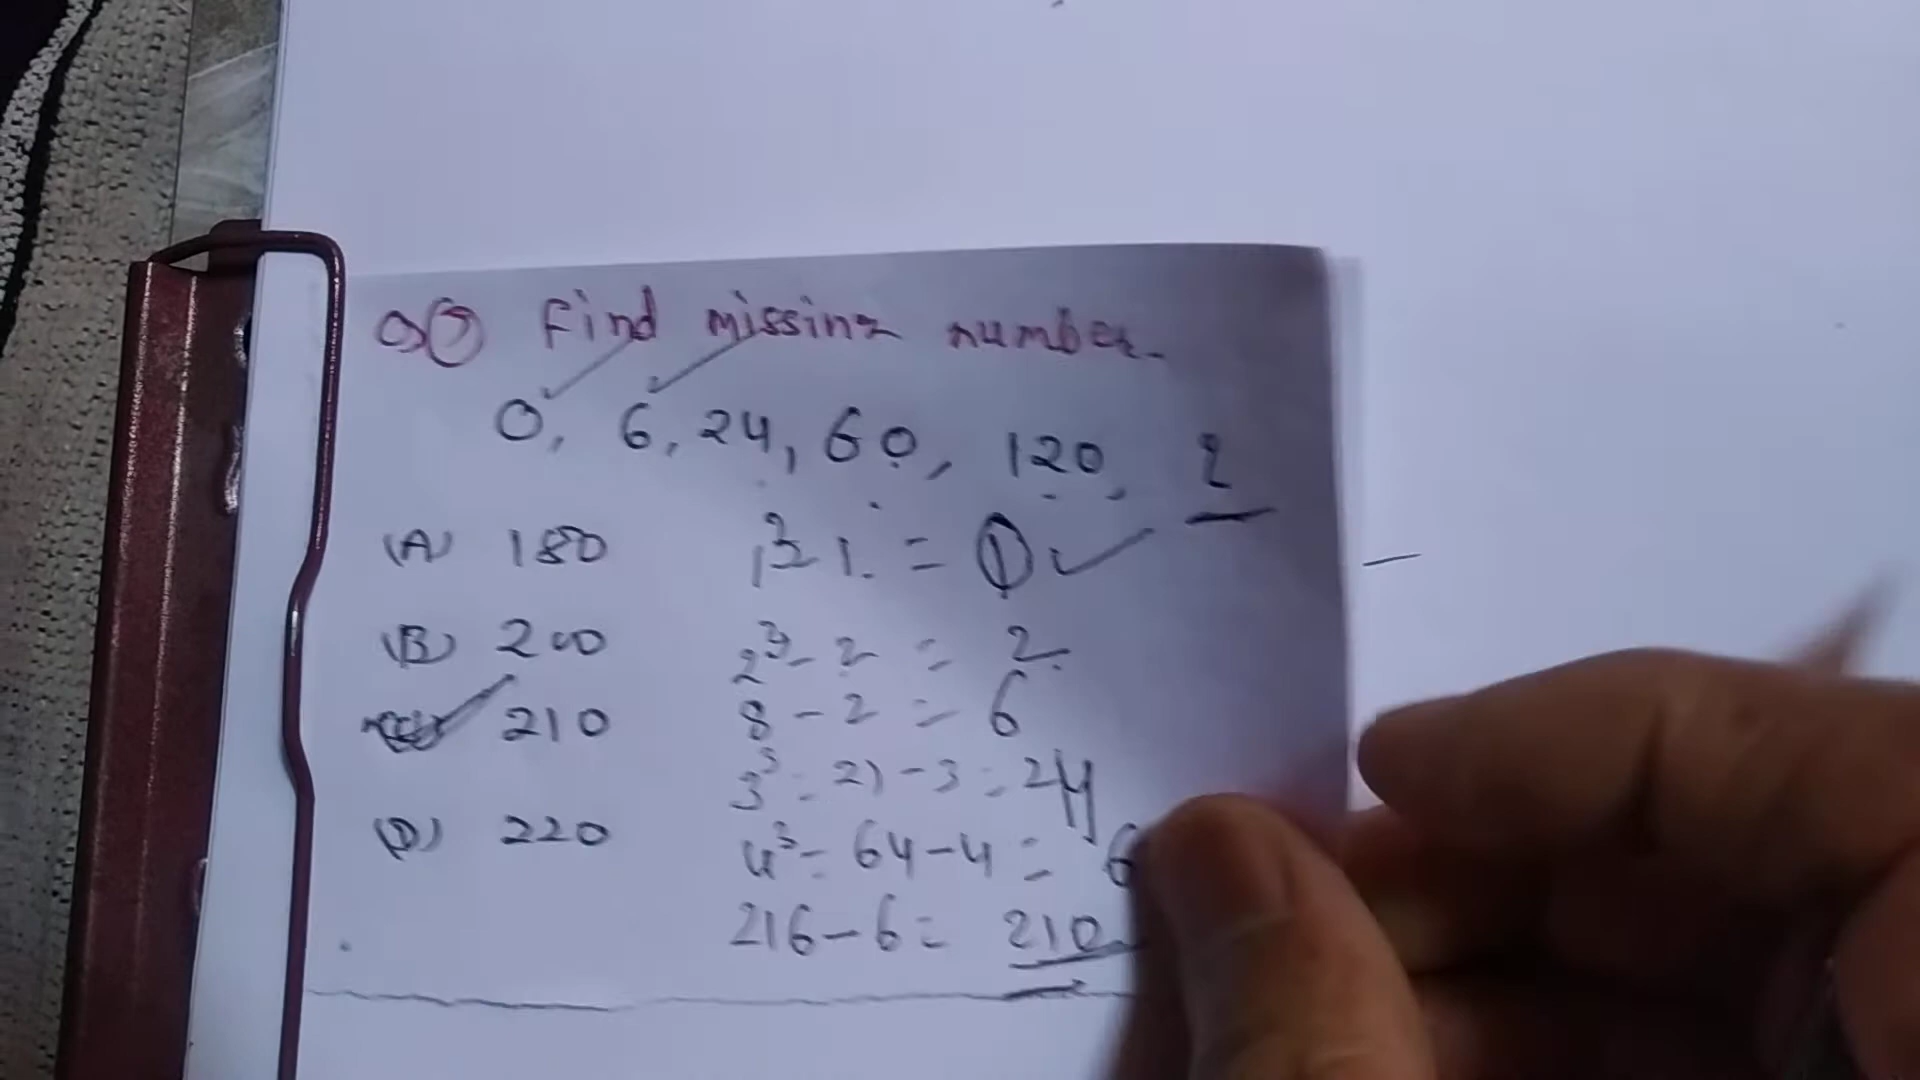 Q7 Find missing number.
0, 6, 24, 60, 120, ?
(A) 180
(B) 200
210
(D) 220
1³-1 = 0 ✓
2³-2 = 2
8-2 = 6
3³ = 27-3 = 24
4³ = 64-4 = 6
216-6 = 210